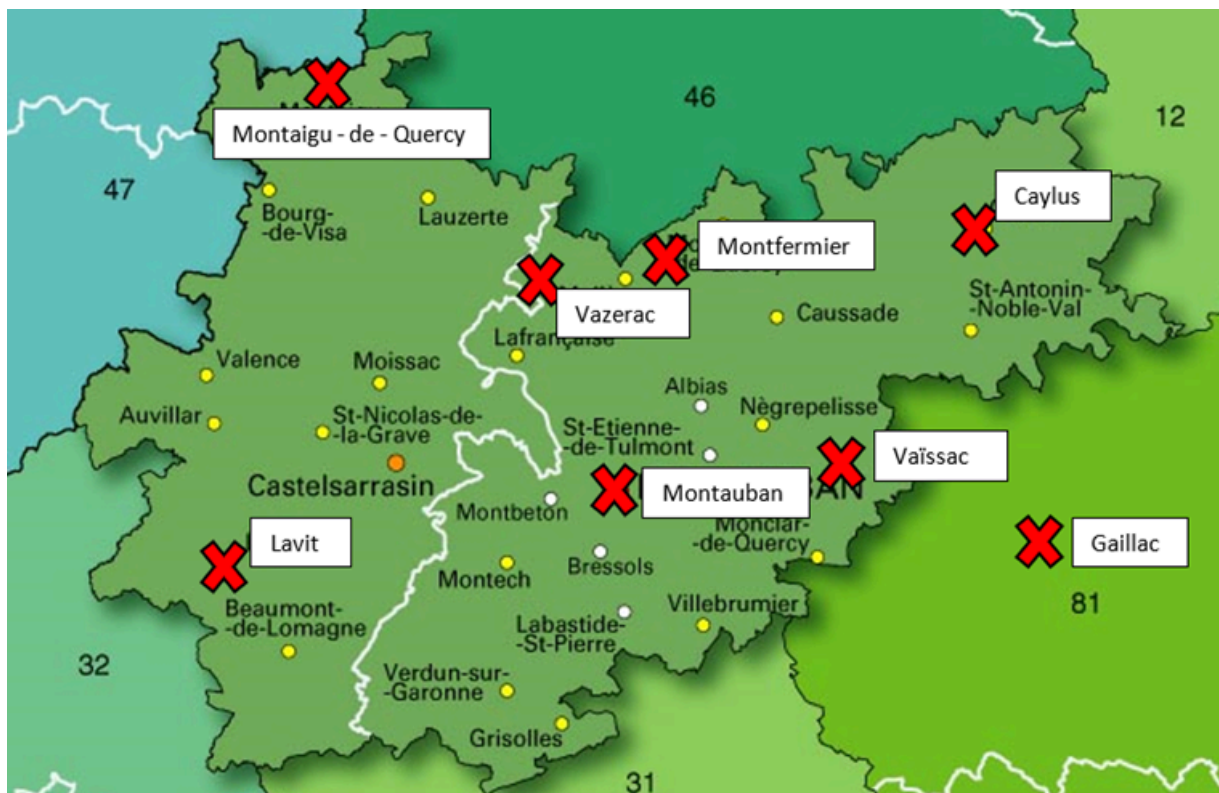 46
12
Montaigu - de - Quercy
47
Caylus
Bourg-
-de-Visa
Lauzerte
Montfermier
Vazerac
St-Antonin-
-Noble-Val
Caussade
Lafrançaise
Valence
Moissac
Albias
Auvillar
St-Nicolas-de-
-la-Grave
Nègrepelisse
St-Etienne-
-de-Tulmont
Vaïssac
Castelsarrasin
Montauban
Montbeton
Monclar-
-de-Quercy
Lavit
Gaillac
Bressols
Montech
81
Beaumont-
-de-Lomagne
Villebrumier
Labastide-
-St-Pierre
32
Verdun-sur-
-Garonne
Grisolles
31